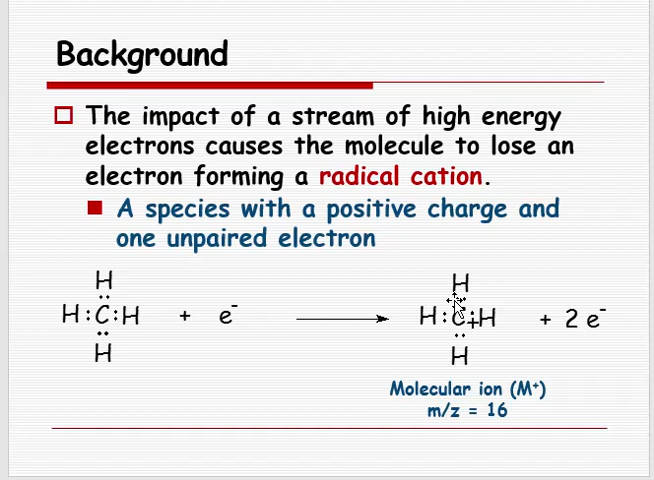 Background
The impact of a stream of high energy
electrons causes the molecule to lose an
electron forming a radical cation.
A species with a positive charge and
one unpaired electron
H H
H:C:H + e- H:C+H + 2 e-
H H
Molecular ion (M+)
m/z = 16